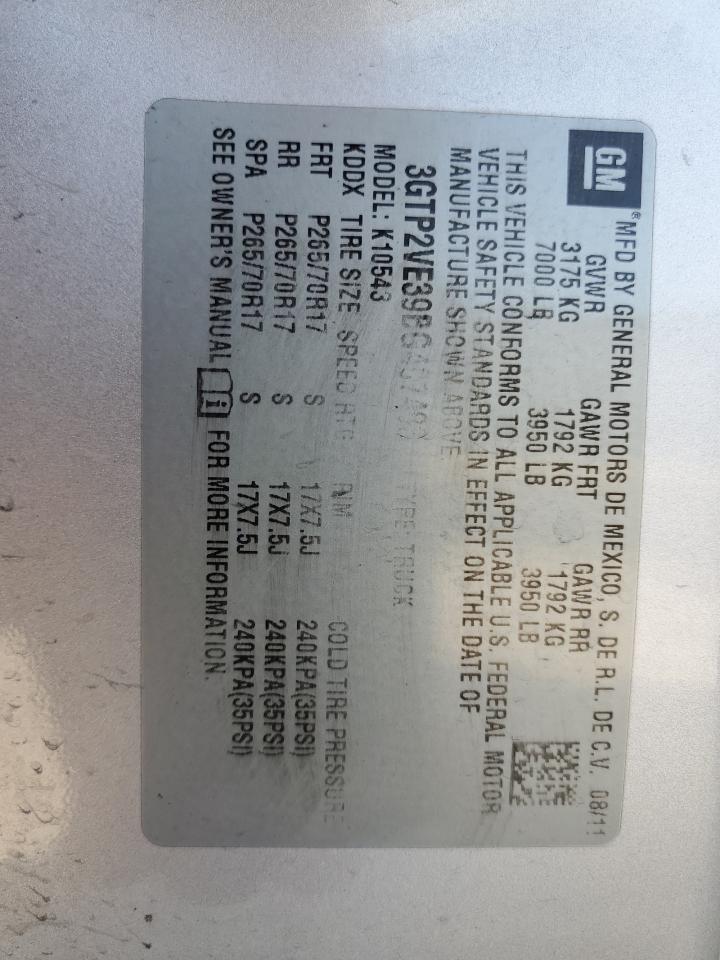 GM
® MFD BY GENERAL MOTORS DE MEXICO, S. DE R.L. DE C.V. 08/11
GVWR GAWR FRT GAWR RR
3175 KG 1792 KG 1792 KG
7000 LB 3950 LB 3950 LB
THIS VEHICLE CONFORMS TO ALL APPLICABLE U.S. FEDERAL MOTOR
VEHICLE SAFETY STANDARDS IN EFFECT ON THE DATE OF
MANUFACTURE SHOWN ABOVE.
TYPE: TRUCK
MODEL: K10543
KDDX TIRE SIZE SPEED RTG RIM COLD TIRE PRESSURE
FRT P265/70R17 S 17X7.5J 240KPA(35PSI)
RR P265/70R17 S 17X7.5J 240KPA(35PSI)
SPA P265/70R17 S 17X7.5J 240KPA(35PSI)
SEE OWNER'S MANUAL i FOR MORE INFORMATION.